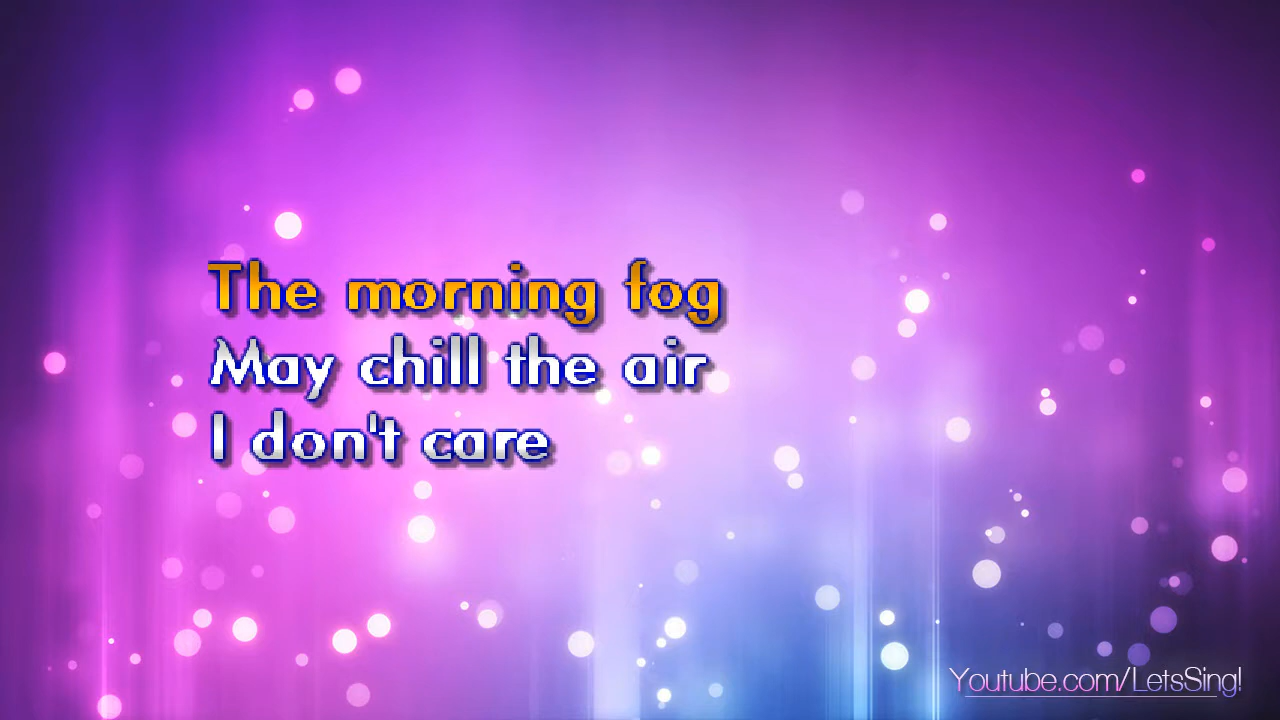 The morning fog
May chill the air
I don't care
Youtube.com/LetsSing!